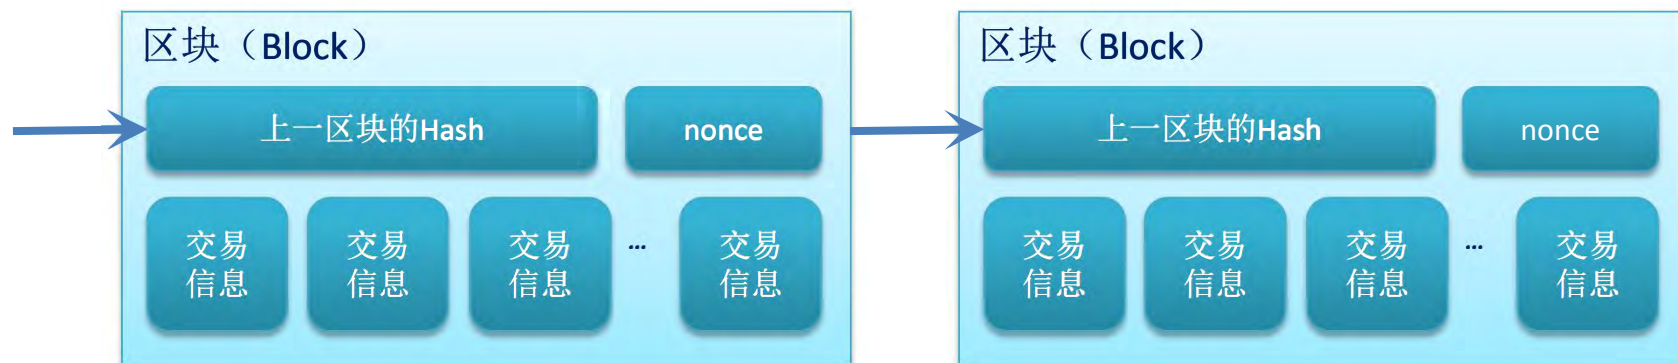 区块（Block）
上一区块的Hash
nonce
交易
信息
交易
信息
交易
信息
...
交易
信息
区块（Block）
上一区块的Hash
nonce
交易
信息
交易
信息
交易
信息
...
交易
信息